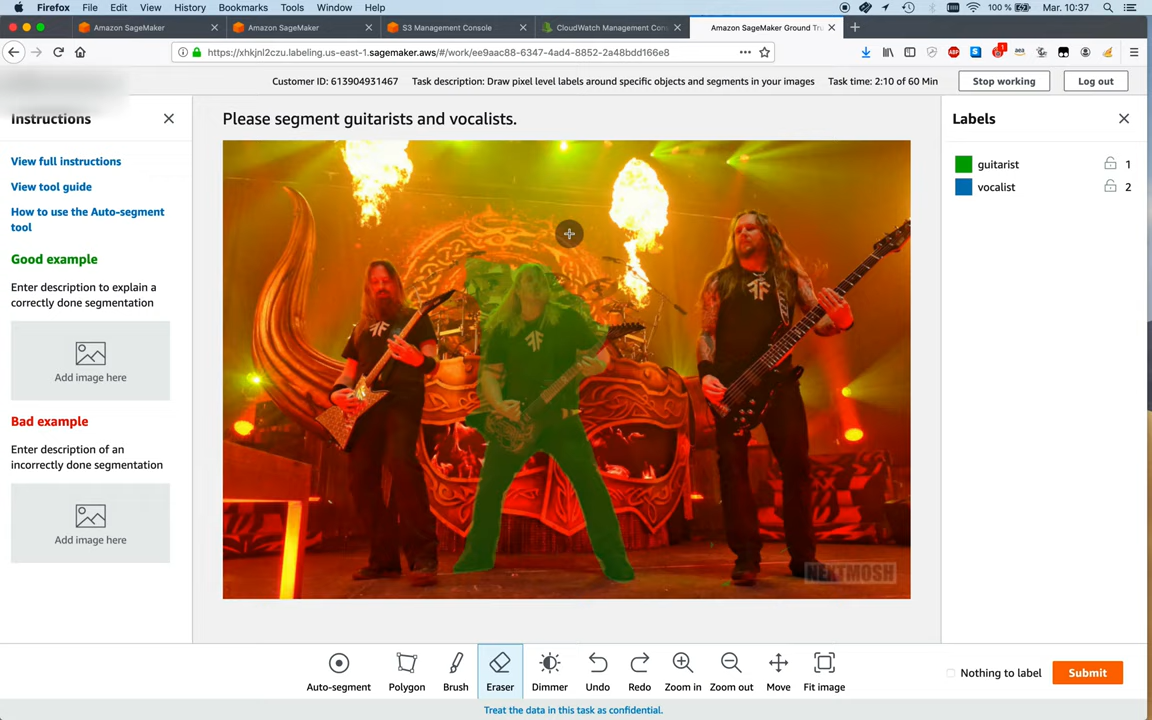 Firefox File Edit View History Bookmarks Tools Window Help 100 % Mar. 10:37
Amazon SageMaker Amazon SageMaker S3 Management Console CloudWatch Management Con Amazon SageMaker Ground Tru
https://xhkjnl2czu.labeling.us-east-1.sagemaker.aws/#/work/ee9aac88-6347-4ad4-8852-2a48bdd166e8
Customer ID: 613904931467 Task description: Draw pixel level labels around specific objects and segments in your images Task time: 2:10 of 60 Min Stop working Log out
Instructions
Please segment guitarists and vocalists.
Labels
View full instructions
View tool guide
How to use the Auto-segment
tool
Good example
Enter description to explain a
correctly done segmentation
Add image here
Bad example
Enter description of an
incorrectly done segmentation
Add image here
guitarist 1
vocalist 2
NEXTMOSH
Auto-segment Polygon Brush Eraser Dimmer Undo Redo Zoom in Zoom out Move Fit image
Nothing to label Submit
Treat the data in this task as confidential.